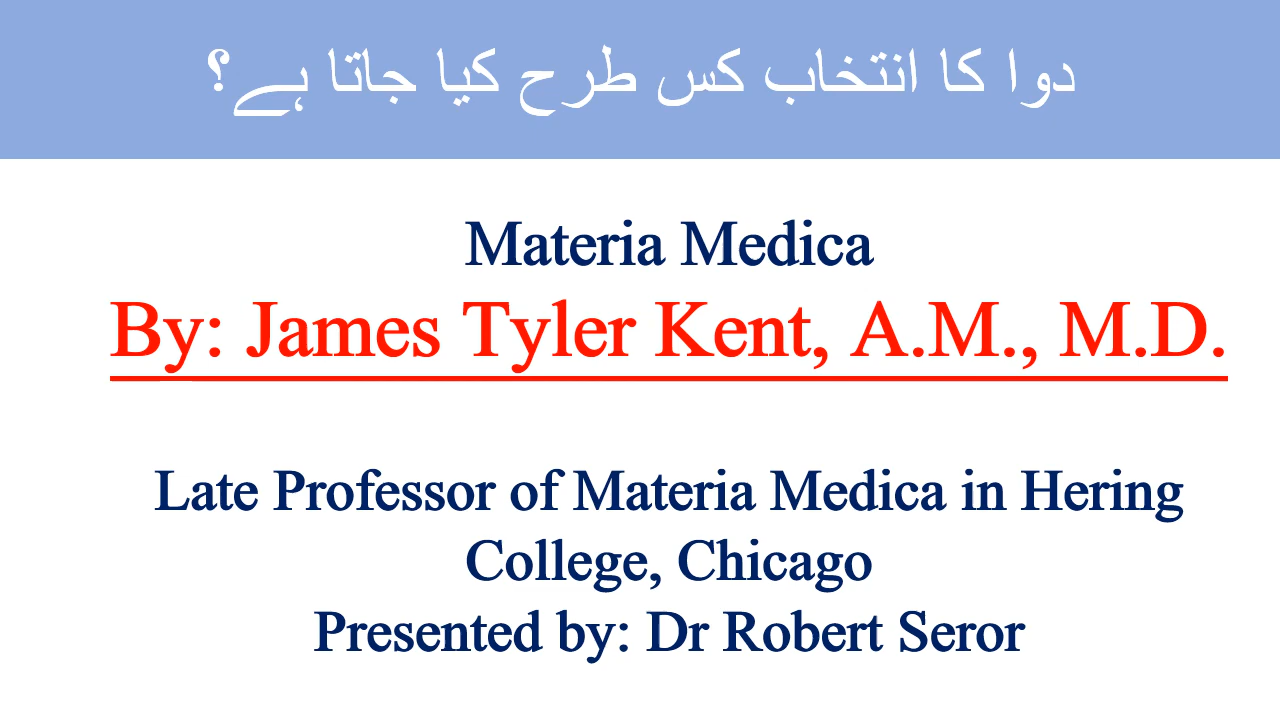 دوا کا انتخاب کس طرح کیا جاتا ہے؟
Materia Medica
By: James Tyler Kent, A.M., M.D.
Late Professor of Materia Medica in Hering
College, Chicago
Presented by: Dr Robert Seror